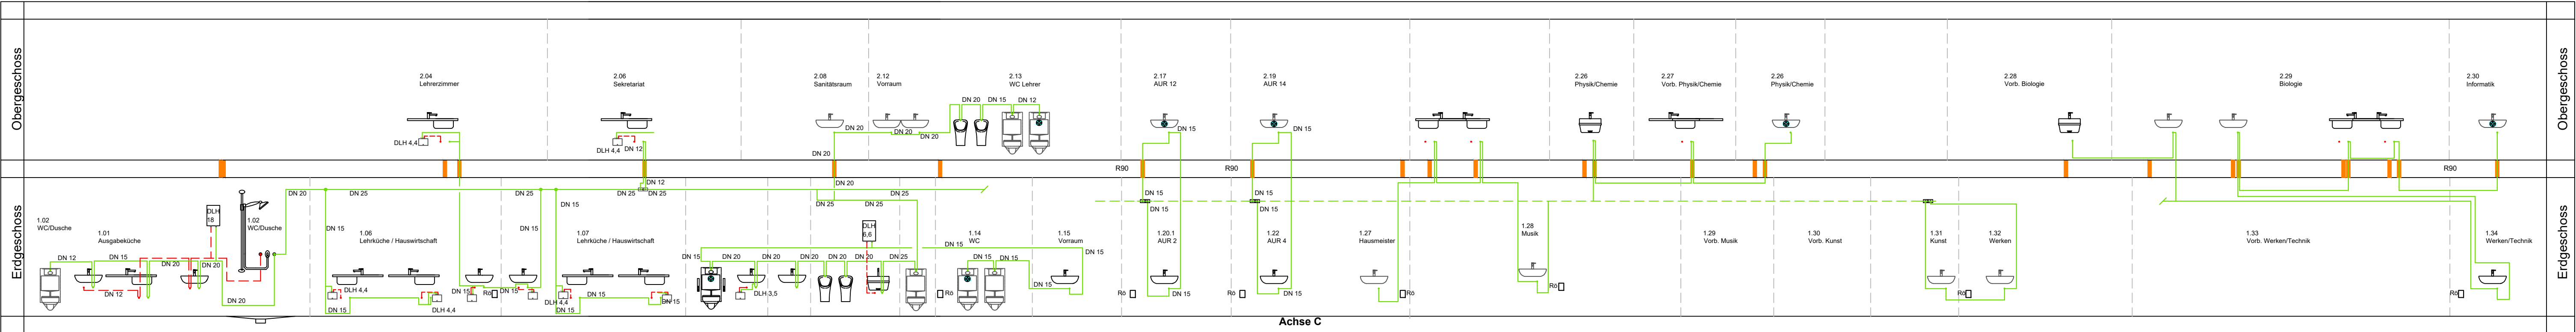 Obergeschoss
Obergeschoss
2.04
Lehrerzimmer
2.06
Sekretariat
2.08
Sanitätsraum
2.12
Vorraum
2.13
WC Lehrer
2.17
AUR 12
2.19
AUR 14
2.26
Physik/Chemie
2.27
Vorb. Physik/Chemie
2.26
Physik/Chemie
2.28
Vorb. Biologie
2.29
Biologie
2.30
Informatik
DN 20
DN 15
DN 12
DN 20
DN 20
DN 20
DN 15
DN 15
DLH 4,4
DLH 4,4
DN 12
DN 20
R90
R90
R90
Erdgeschoss
Erdgeschoss
DN 12
DN 20
DN 20
DN 25
DN 25
DN 25
DN 25
DN 25
DN 15
DN 25
DN 25
DN 15
DN 15
DN 15
DN 15
DLH
18
1.02
WC/Dusche
1.01
Ausgabeküche
1.02
WC/Dusche
DN 15
1.06
Lehrküche / Hauswirtschaft
DN 15
1.07
Lehrküche / Hauswirtschaft
DLH
6,6
1.14
WC
1.15
Vorraum
1.20.1
AUR 2
1.22
AUR 4
1.27
Hausmeister
1.28
Musik
1.29
Vorb. Musik
1.30
Vorb. Kunst
1.31
Kunst
1.32
Werken
1.33
Vorb. Werken/Technik
1.34
Werken/Technik
DN 15
DN 15
DN 12
DN 15
DN 20
DN 20
DN 15
DN 20
DN 20
DN 20
DN 20
DN 25
DN 15
DN 15
DN 12
DN 20
DLH 4,4
DN 15
DLH 4,4
DN 15
Rö
DN 15
DLH 4,4
DN 15
DN 15
DN 15
DLH 3,5
Rö
DN 15
Rö
DN 15
Rö
DN 15
Rö
Rö
Rö
Rö
Achse C